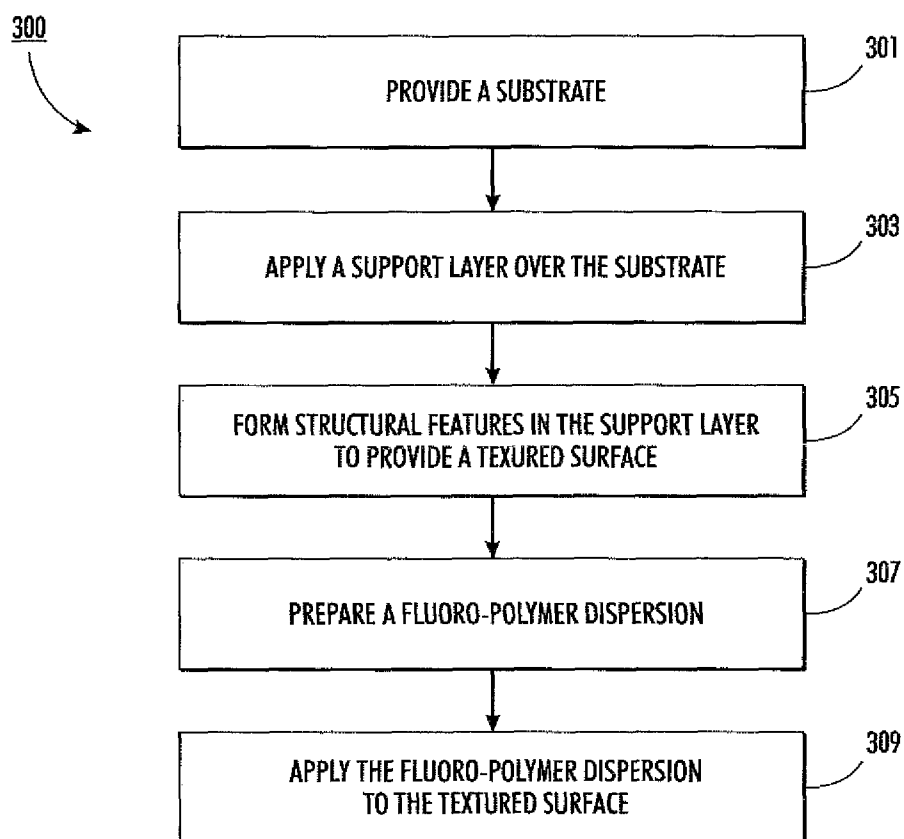 300
PROVIDE A SUBSTRATE
301
APPLY A SUPPORT LAYER OVER THE SUBSTRATE
303
FORM STRUCTURAL FEATURES IN THE SUPPORT LAYER
TO PROVIDE A TEXURED SURFACE
305
PREPARE A FLUORO-POLYMER DISPERSION
307
APPLY THE FLUORO-POLYMER DISPERSION
TO THE TEXTURED SURFACE
309